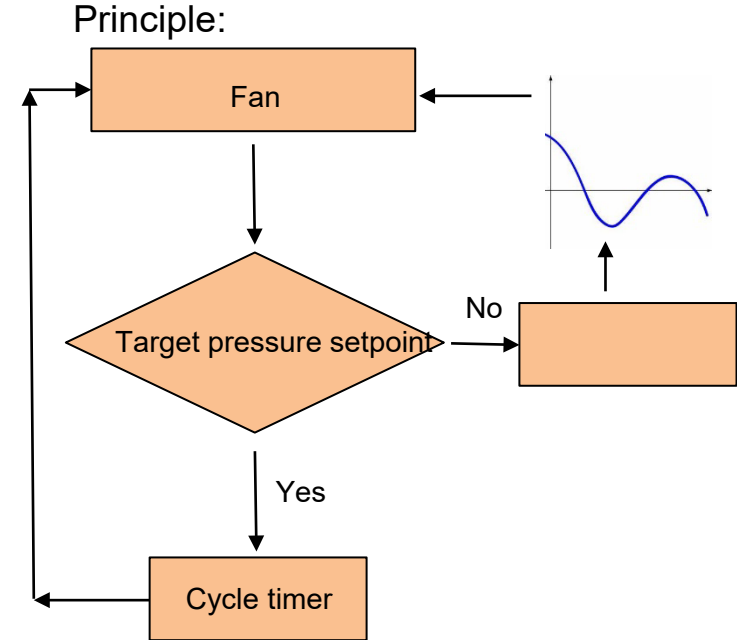 Principle:
Fan
Target pressure setpoint
No
Yes
Cycle timer